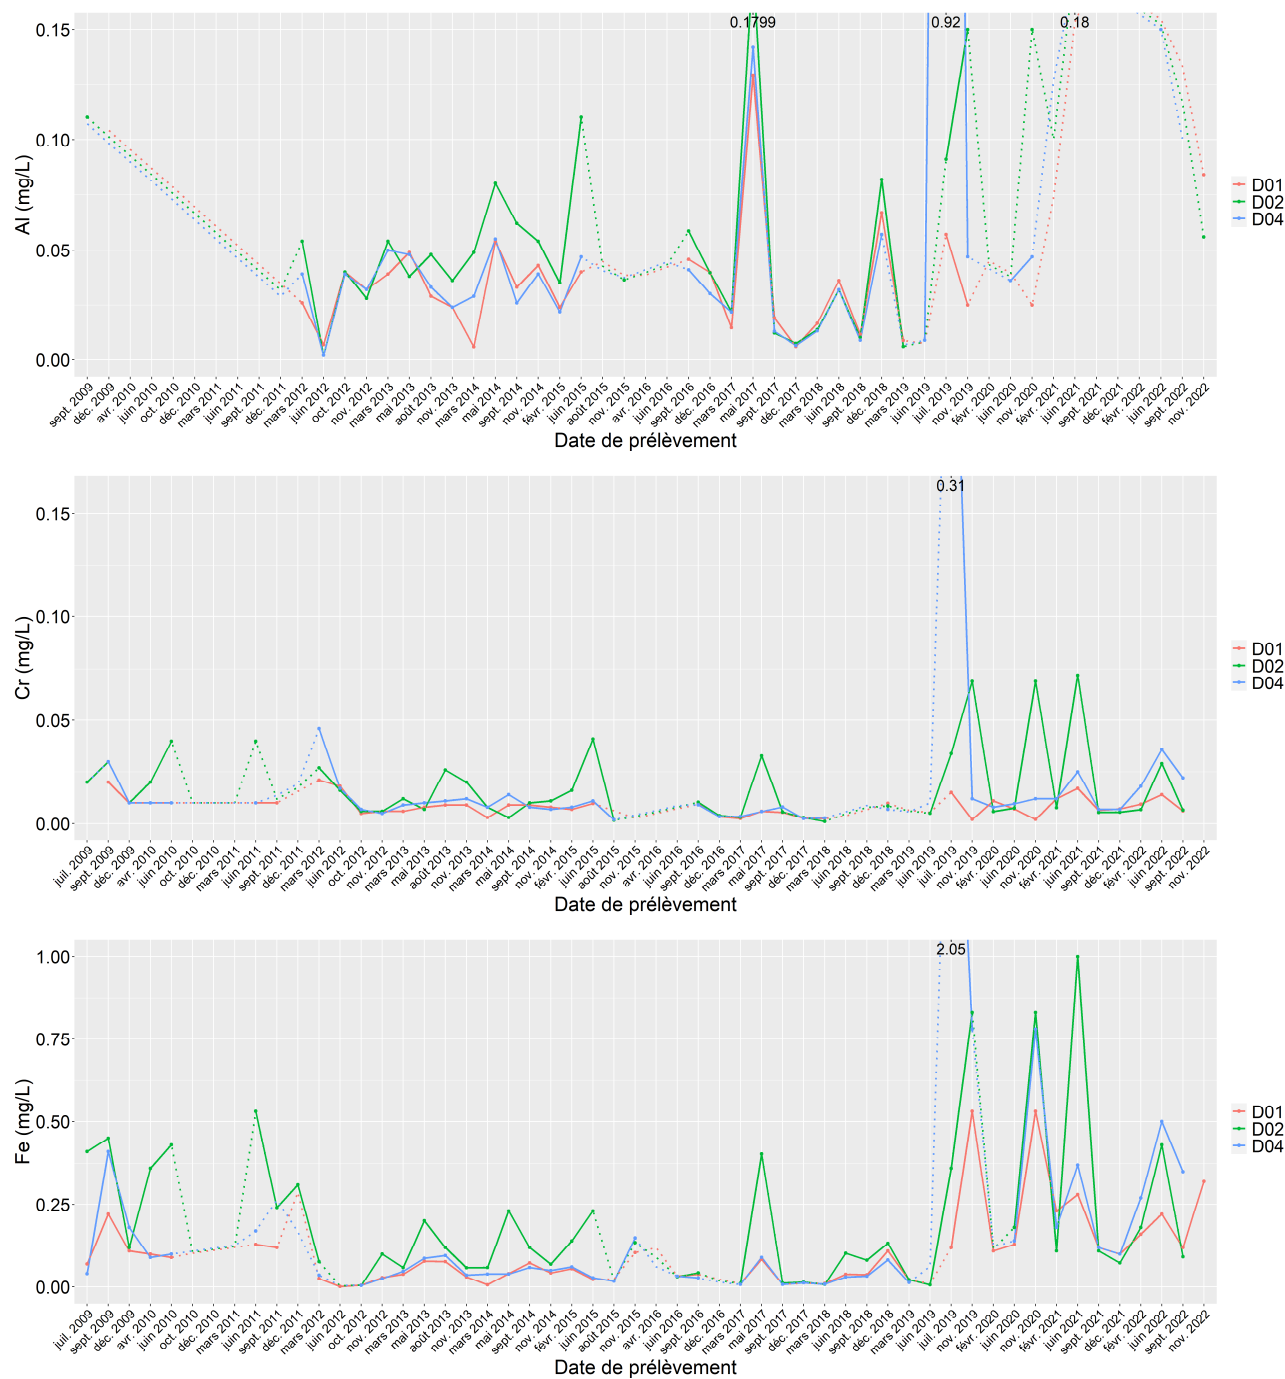 0.1799 0.92 0.18
0.15
0.10
0.05
0.00
Al (mg/L)
D01
D02
D04
sept. 2009 déc. 2009 avr. 2010 juin 2010 oct. 2010 déc. 2010 mars 2011 juin 2011 sept. 2011 déc. 2011 mars 2012 juin 2012 oct. 2012 nov. 2012 mars 2013 mai 2013 août 2013 nov. 2013 mars 2014 mai 2014 sept. 2014 nov. 2014 févr. 2015 juin 2015 août 2015 nov. 2015 avr. 2016 juin 2016 sept. 2016 déc. 2016 mars 2017 mai 2017 sept. 2017 déc. 2017 mars 2018 juin 2018 sept. 2018 déc. 2018 mars 2019 juin 2019 juil. 2019 nov. 2019 févr. 2020 juin 2020 nov. 2020 févr. 2021 juin 2021 sept. 2021 déc. 2021 févr. 2022 juin 2022 sept. 2022 nov. 2022
Date de prélèvement
0.31
0.15
0.10
0.05
0.00
Cr (mg/L)
D01
D02
D04
juil. 2009 sept. 2009 déc. 2009 avr. 2010 juin 2010 oct. 2010 déc. 2010 mars 2011 juin 2011 sept. 2011 déc. 2011 mars 2012 juin 2012 oct. 2012 nov. 2012 mars 2013 mai 2013 août 2013 nov. 2013 mars 2014 mai 2014 sept. 2014 nov. 2014 févr. 2015 juin 2015 août 2015 nov. 2015 avr. 2016 juin 2016 sept. 2016 déc. 2016 mars 2017 mai 2017 sept. 2017 déc. 2017 mars 2018 juin 2018 sept. 2018 déc. 2018 mars 2019 juin 2019 juil. 2019 nov. 2019 févr. 2020 juin 2020 nov. 2020 févr. 2021 juin 2021 sept. 2021 déc. 2021 févr. 2022 juin 2022 sept. 2022 nov. 2022
Date de prélèvement
2.05
1.00
0.75
0.50
0.25
0.00
Fe (mg/L)
D01
D02
D04
juil. 2009 sept. 2009 déc. 2009 avr. 2010 juin 2010 oct. 2010 déc. 2010 mars 2011 juin 2011 sept. 2011 déc. 2011 mars 2012 juin 2012 oct. 2012 nov. 2012 mars 2013 mai 2013 août 2013 nov. 2013 mars 2014 mai 2014 sept. 2014 nov. 2014 févr. 2015 juin 2015 août 2015 nov. 2015 avr. 2016 juin 2016 sept. 2016 déc. 2016 mars 2017 mai 2017 sept. 2017 déc. 2017 mars 2018 juin 2018 sept. 2018 déc. 2018 mars 2019 juin 2019 juil. 2019 nov. 2019 févr. 2020 juin 2020 nov. 2020 févr. 2021 juin 2021 sept. 2021 déc. 2021 févr. 2022 juin 2022 sept. 2022 nov. 2022
Date de prélèvement